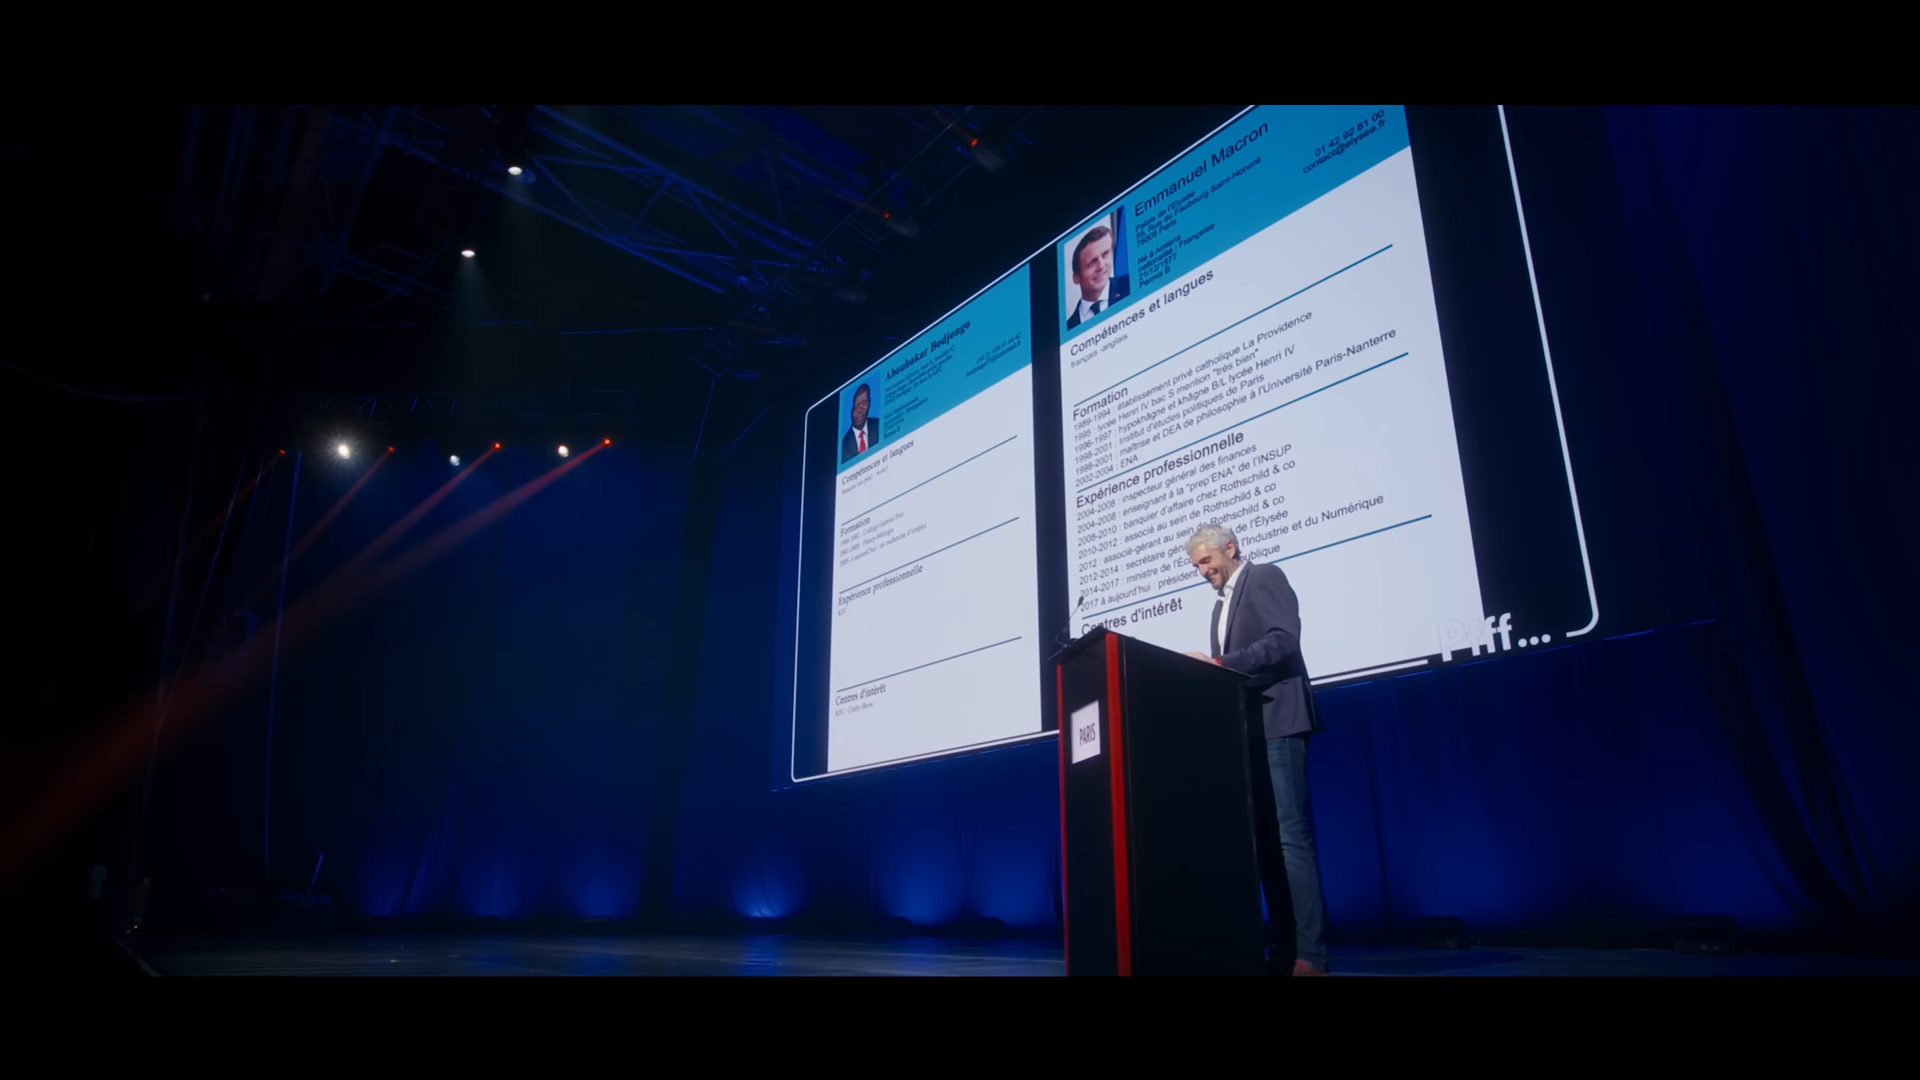 Aboubakar Bodjongo
Compétences et langues
Formation
Expérience professionnelle
KFC
Centres d'intérêt
KFC - Cosby Show
Emmanuel Macron
Palais de l'Élysée
55, Rue du Faubourg Saint-Honoré
75008 Paris
Né à Amiens
nationalité : Française
21/12/1977
Permis B
01 42 92 81 00
contact@elysee.fr
Compétences et langues
français - anglais
Formation
1989-1994 : établissement privé catholique La Providence
1995 : lycée Henri IV bac S mention "très bien"
1996-1997 : hypokhâgne et khâgne B/L lycée Henri IV
1998-2001 : Institut d'études politiques de Paris
1998-2001 : maîtrise et DEA de philosophie à l'Université Paris-Nanterre
2002-2004 : ENA
Expérience professionnelle
2004-2008 : inspecteur général des finances
2004-2008 : enseignant à la "prep'ENA" de l'INSUP
2008-2010 : banquier d'affaire chez Rothschild & co
2010-2012 : associé au sein de Rothschild & co
2012 : associé-gérant au sein de Rothschild & co
2012-2014 : secrétaire de l'Élysée
2014-2017 : ministre de l'Industrie et du Numérique
2017 à aujourd'hui : président
Centres d'intérêt
Pfff...
PARIS